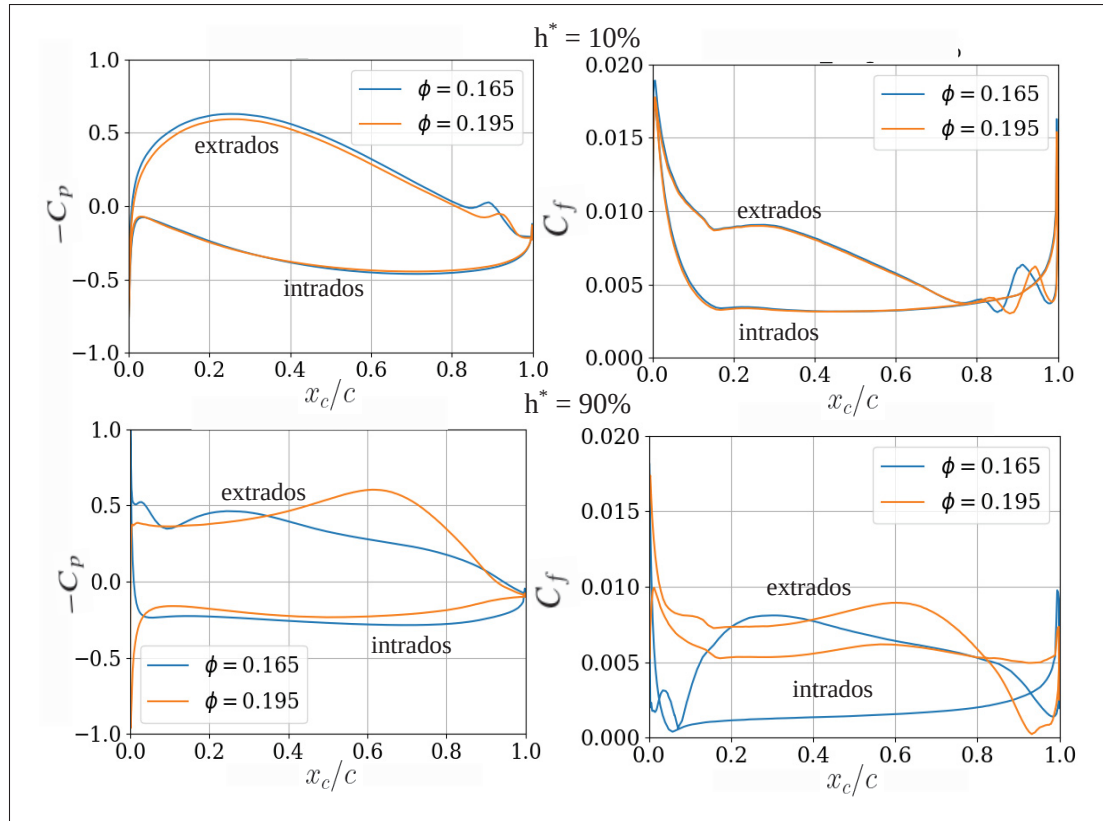 h* = 10%
1.0
0.5
0.0
−0.5
−1.0
−C_p
ϕ = 0.165
ϕ = 0.195
extrados
intrados
0.0 0.2 0.4 0.6 0.8 1.0
x_c/c
0.020
0.015
0.010
0.005
0.000
C_f
ϕ = 0.165
ϕ = 0.195
extrados
intrados
0.0 0.2 0.4 0.6 0.8 1.0
x_c/c
h* = 90%
1.0
0.5
0.0
−0.5
−1.0
−C_p
extrados
intrados
ϕ = 0.165
ϕ = 0.195
0.0 0.2 0.4 0.6 0.8 1.0
x_c/c
0.020
0.015
0.010
0.005
0.000
C_f
ϕ = 0.165
ϕ = 0.195
extrados
intrados
0.0 0.2 0.4 0.6 0.8 1.0
x_c/c